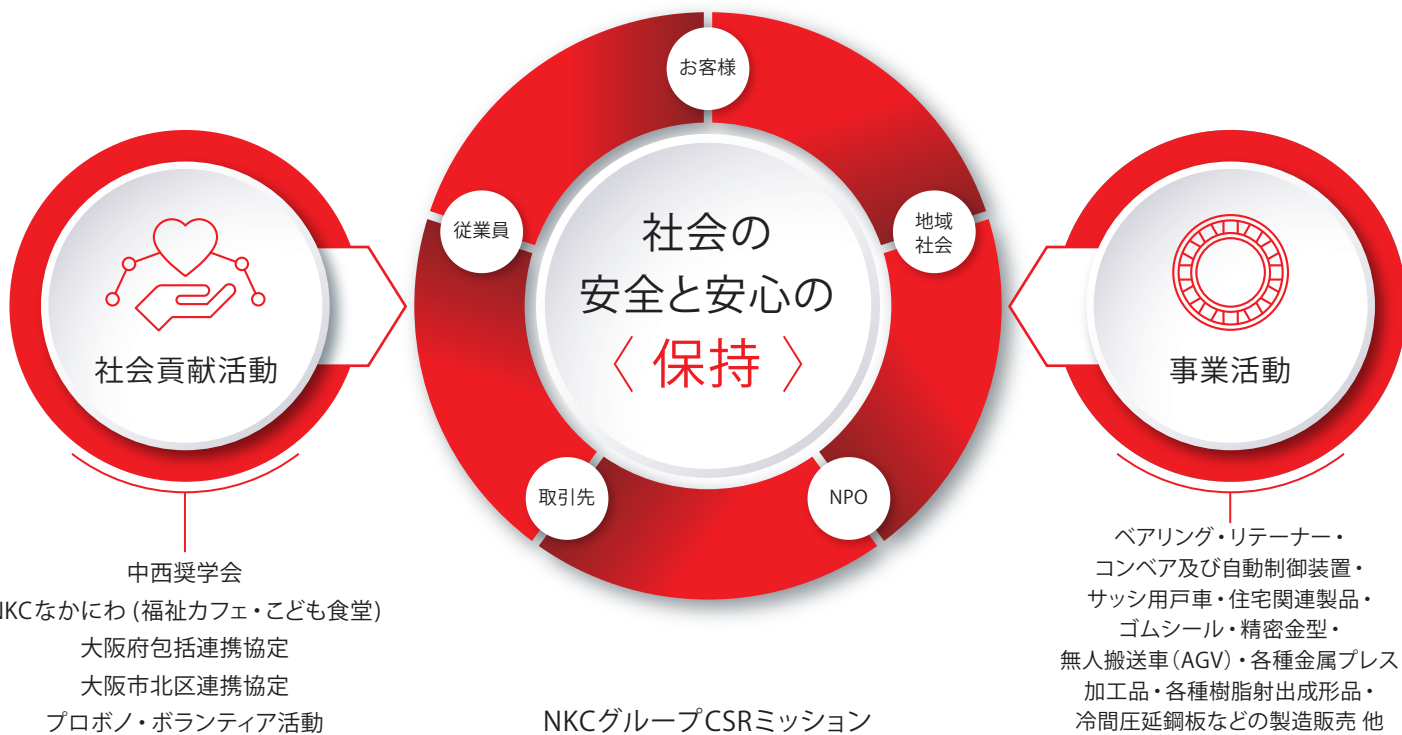 お客様
従業員
地域
社会
社会の
安全と安心の
〈 保持 〉
取引先
NPO
社会貢献活動
中西奨学会
NKCなかにわ (福祉カフェ・こども食堂)
大阪府包括連携協定
大阪市北区連携協定
プロボノ・ボランティア活動
事業活動
ベアリング・リテーナー・
コンベア及び自動制御装置・
サッシ用戸車・住宅関連製品・
ゴムシール・精密金型・
無人搬送車(AGV)・各種金属プレス
加工品・各種樹脂射出成形品・
冷間圧延鋼板などの製造販売 他
NKCグループCSRミッション